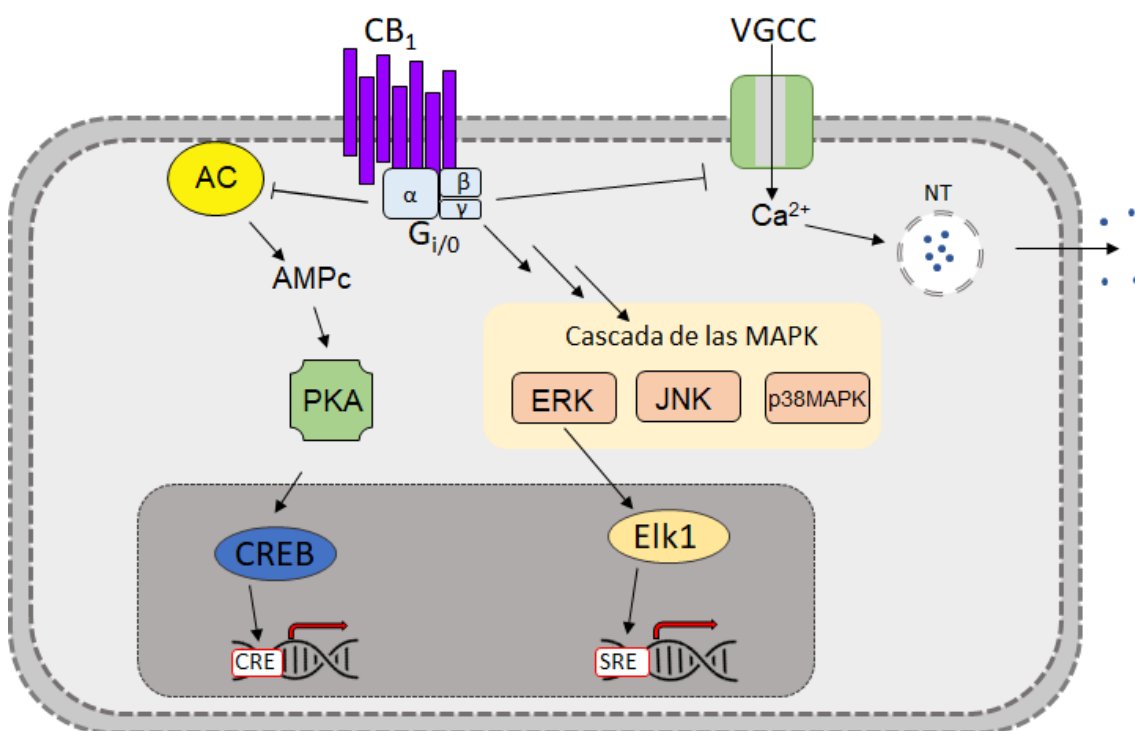 CB₁
VGCC
AC
α
β
γ
Gi/0
Ca²⁺
NT
AMPc
Cascada de las MAPK
PKA
ERK
JNK
p38MAPK
CREB
Elk1
CRE
SRE